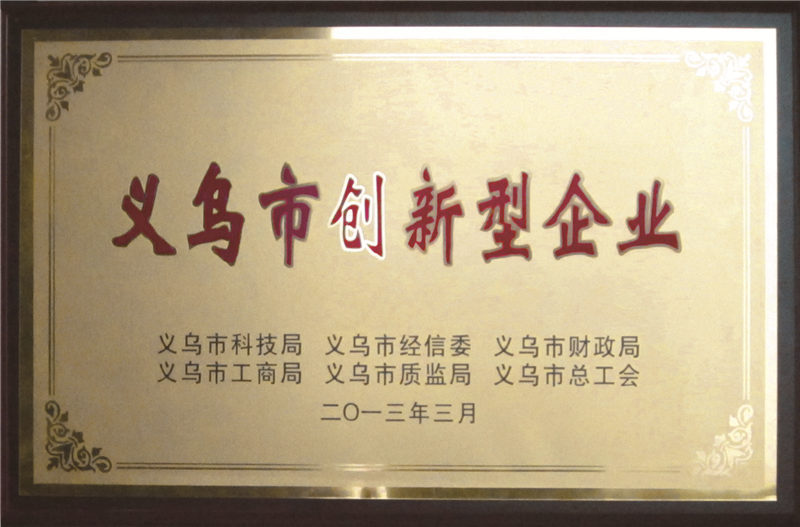 义乌市创新型企业
义乌市科技局 义乌市经信委 义乌市财政局
义乌市工商局 义乌市质监局 义乌市总工会
二〇一三年三月